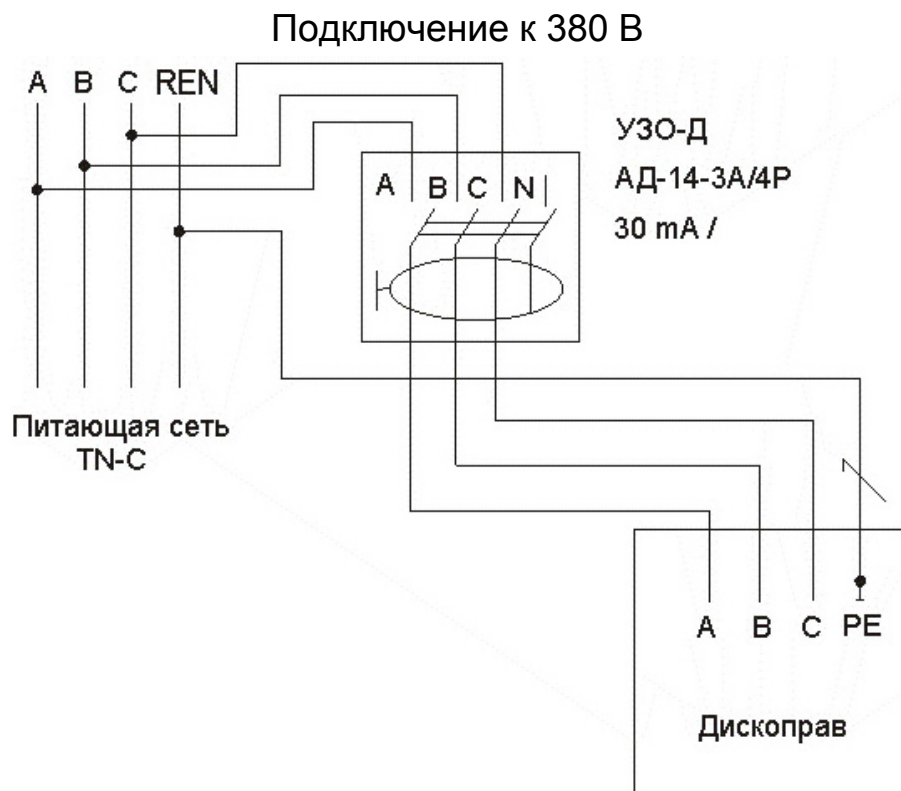 Подключение к 380 В
A B C REN
УЗО-Д
АД-14-3А/4Р
30 mA /
A B C N
Питающая сеть
TN-C
A B C PE
Дископрав